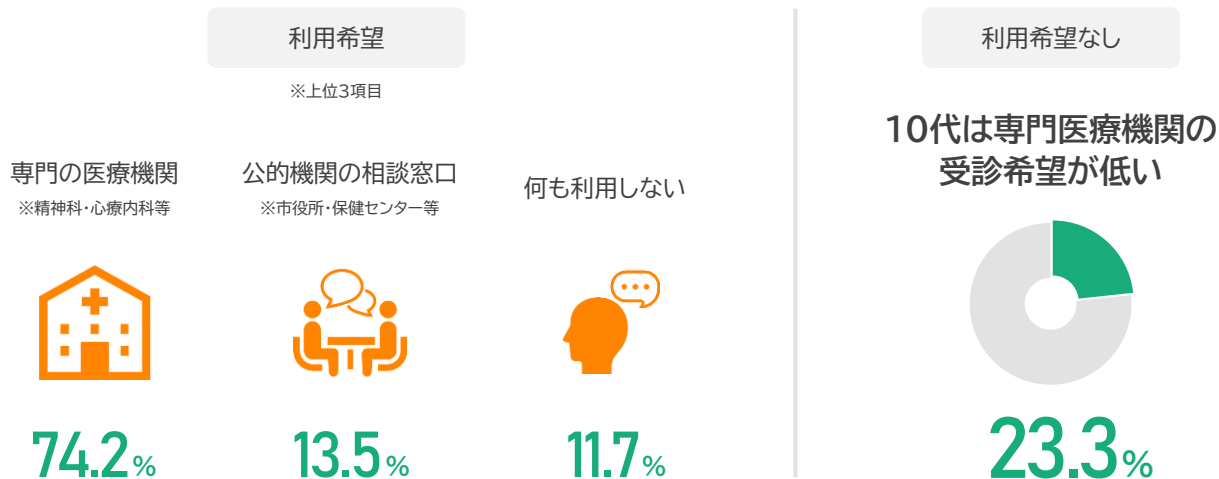 利用希望
※上位3項目
専門の医療機関
※精神科・心療内科等
74.2%
公的機関の相談窓口
※市役所・保健センター等
13.5%
何も利用しない
11.7%
利用希望なし
10代は専門医療機関の
受診希望が低い
23.3%